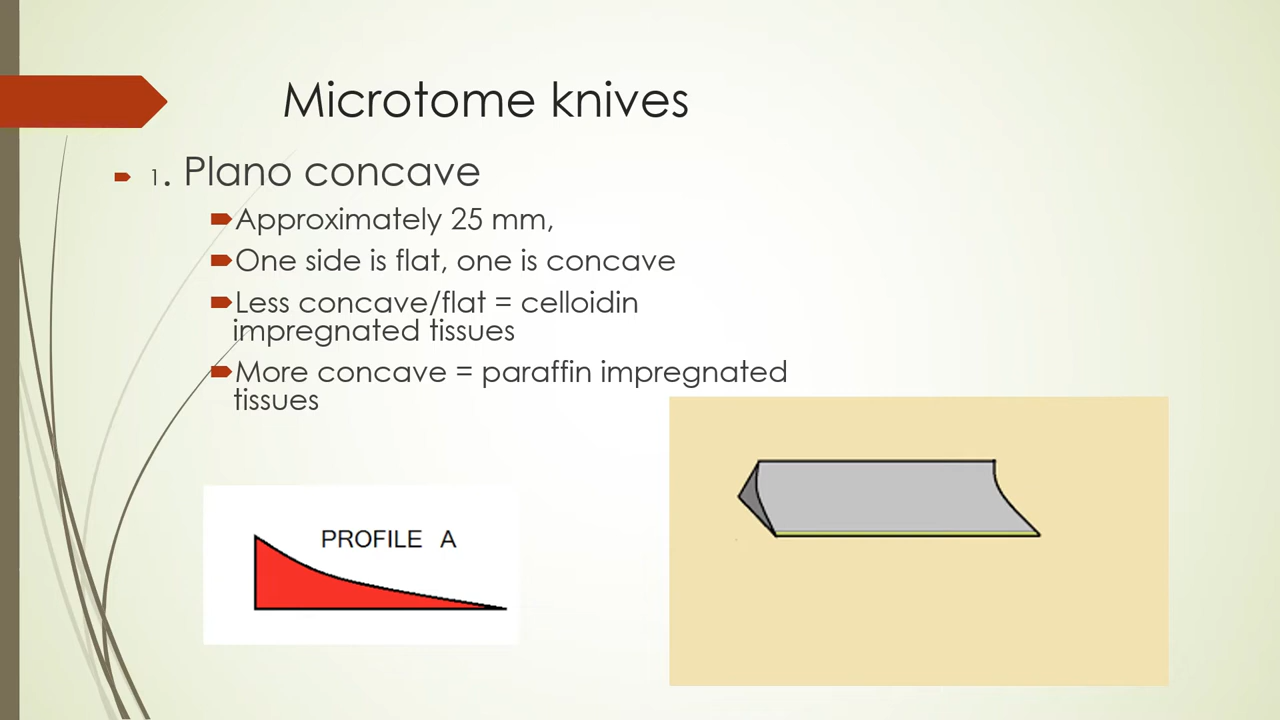 Microtome knives
1. Plano concave
Approximately 25 mm,
One side is flat, one is concave
Less concave/flat = celloidin
impregnated tissues
More concave = paraffin impregnated
tissues
PROFILE A